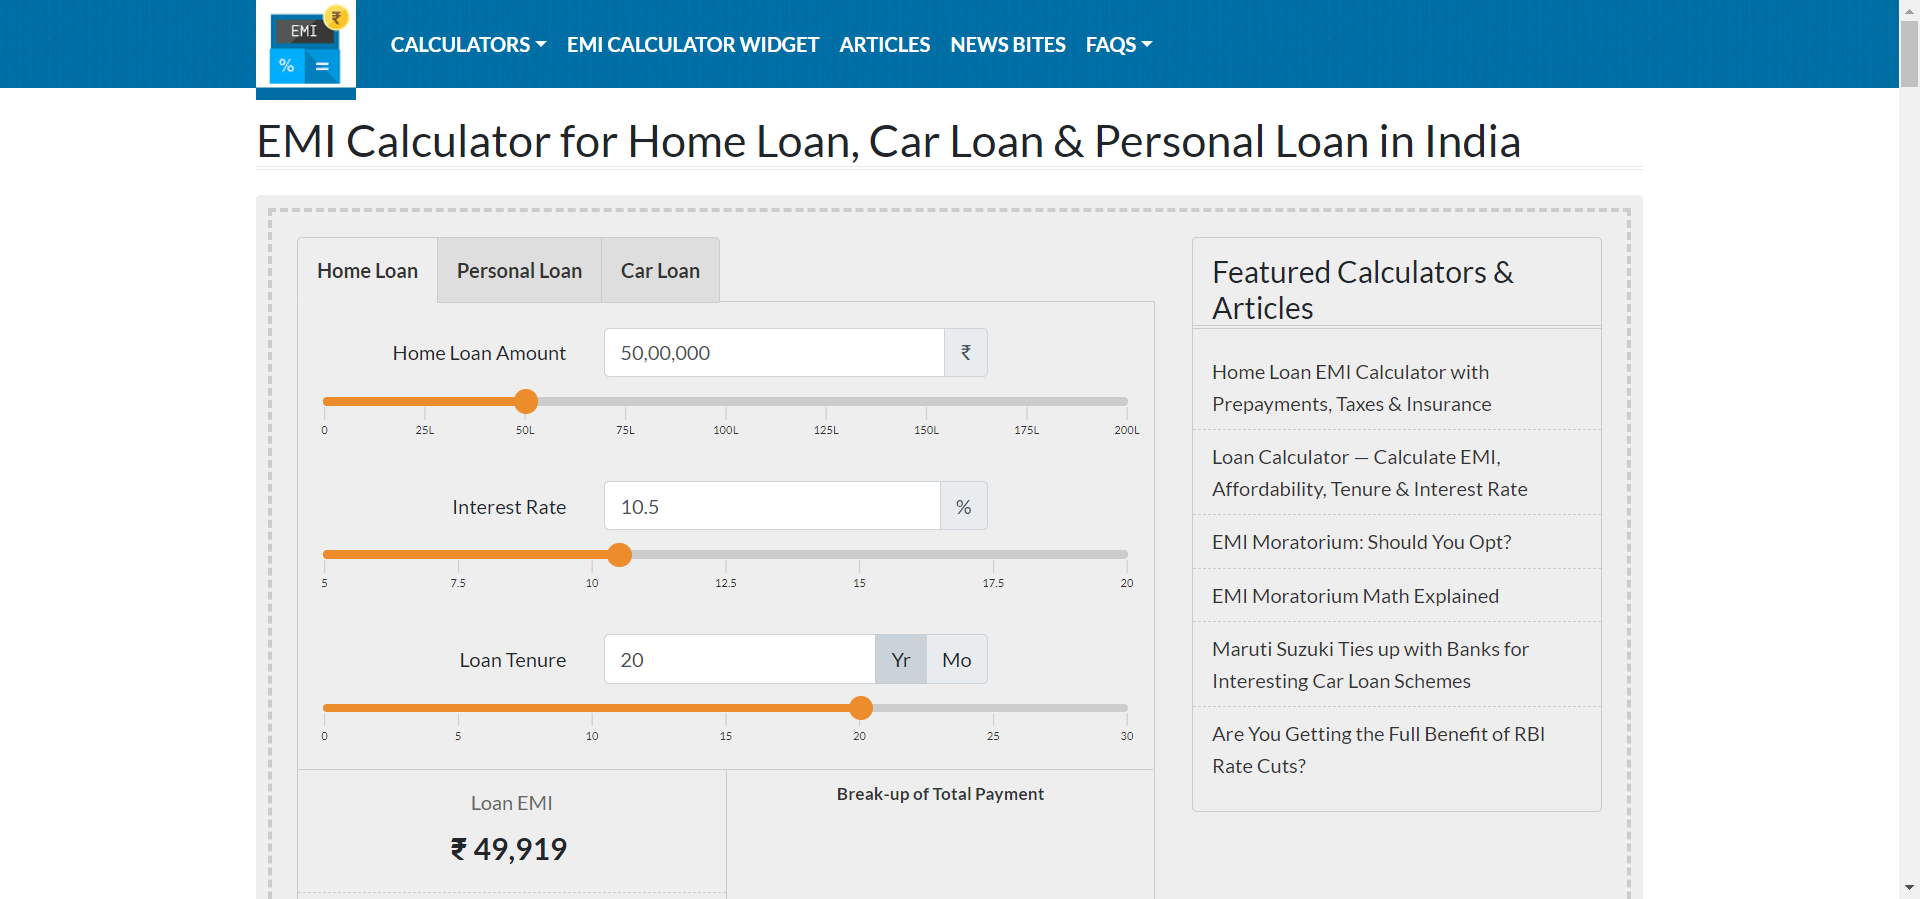 EMI
₹
%
=
CALCULATORS
EMI CALCULATOR WIDGET
ARTICLES
NEWS BITES
FAQS
EMI Calculator for Home Loan, Car Loan & Personal Loan in India
Home Loan
Personal Loan
Car Loan
Home Loan Amount
50,00,000
₹
0
25L
50L
75L
100L
125L
150L
175L
200L
Interest Rate
10.5
%
5
7.5
10
12.5
15
17.5
20
Loan Tenure
20
Yr
Mo
0
5
10
15
20
25
30
Loan EMI
₹ 49,919
Break-up of Total Payment
Featured Calculators &
Articles
Home Loan EMI Calculator with
Prepayments, Taxes & Insurance
Loan Calculator — Calculate EMI,
Affordability, Tenure & Interest Rate
EMI Moratorium: Should You Opt?
EMI Moratorium Math Explained
Maruti Suzuki Ties up with Banks for
Interesting Car Loan Schemes
Are You Getting the Full Benefit of RBI
Rate Cuts?